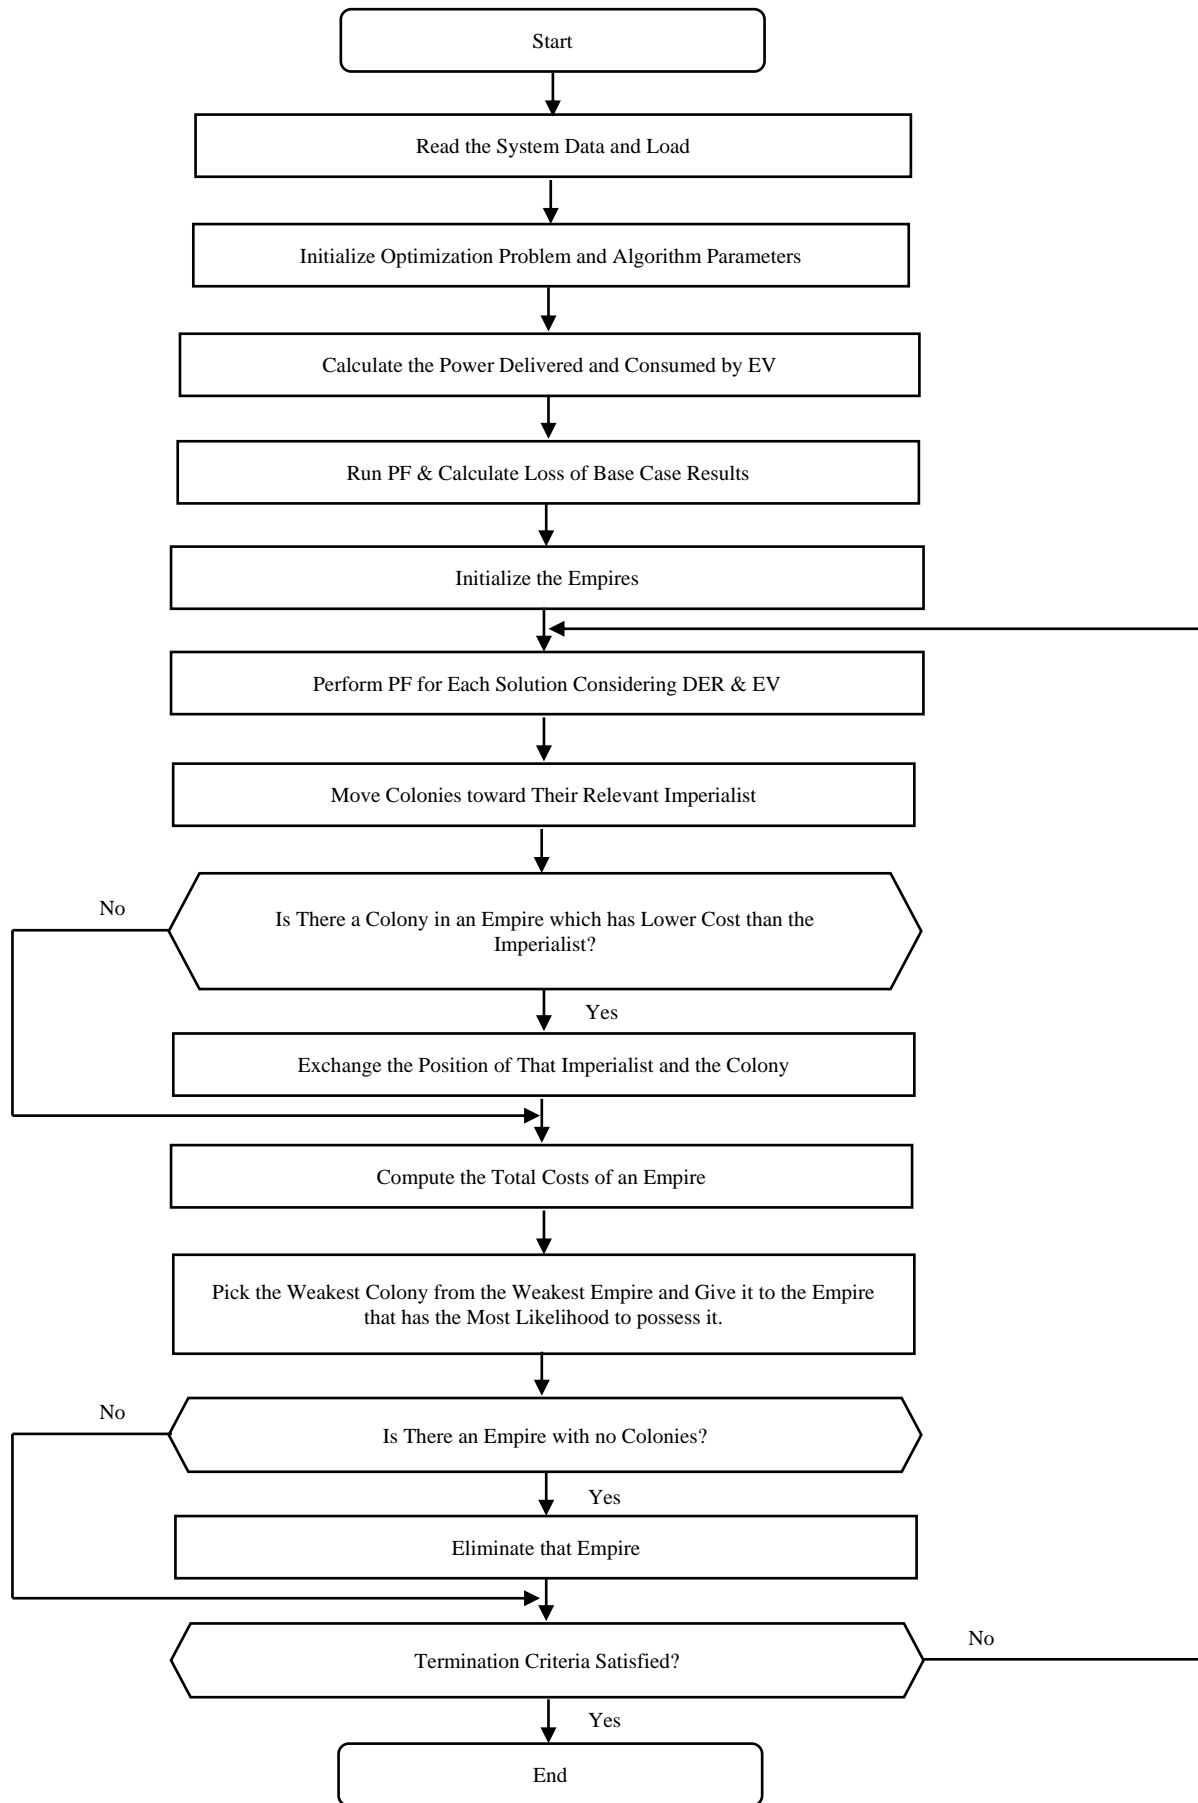 Start
Read the System Data and Load
Initialize Optimization Problem and Algorithm Parameters
Calculate the Power Delivered and Consumed by EV
Run PF & Calculate Loss of Base Case Results
Initialize the Empires
Perform PF for Each Solution Considering DER & EV
Move Colonies toward Their Relevant Imperialist
No
Is There a Colony in an Empire which has Lower Cost than the
Imperialist?
Yes
Exchange the Position of That Imperialist and the Colony
Compute the Total Costs of an Empire
Pick the Weakest Colony from the Weakest Empire and Give it to the Empire
that has the Most Likelihood to possess it.
No
Is There an Empire with no Colonies?
Yes
Eliminate that Empire
No
Termination Criteria Satisfied?
Yes
End